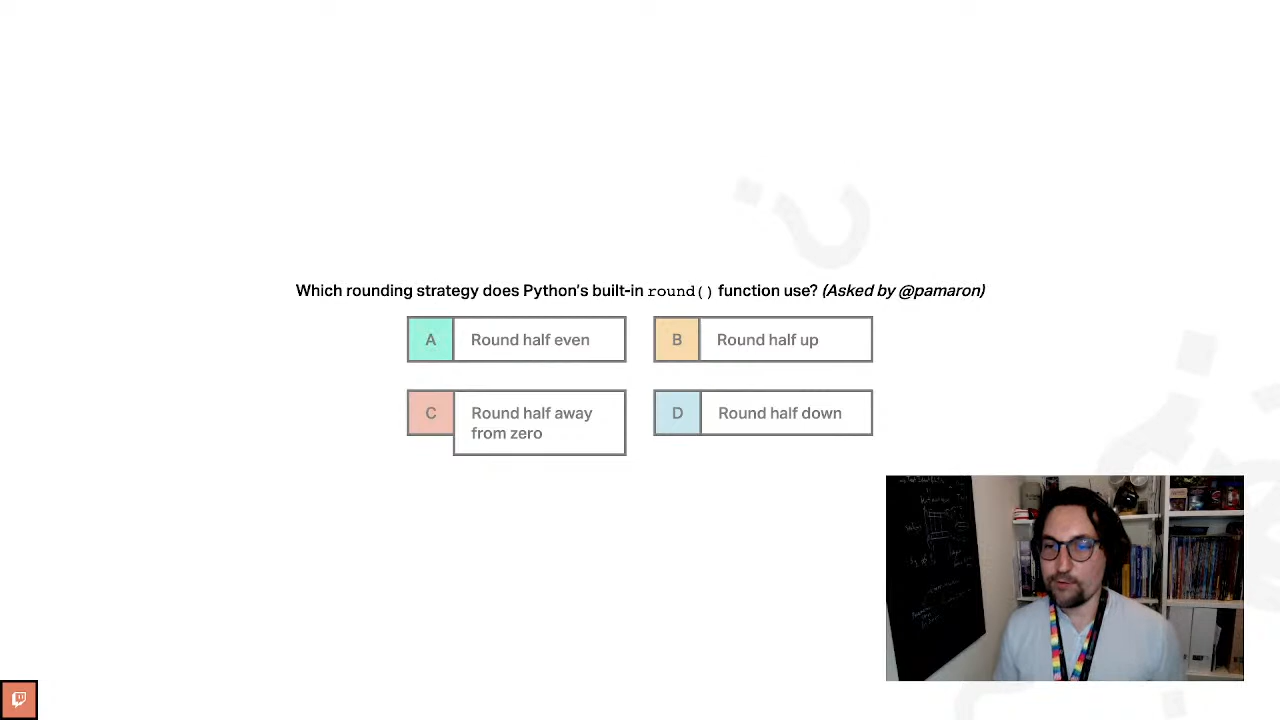 Which rounding strategy does Python's built-in round() function use? (Asked by @pamaron)
A Round half even
B Round half up
C Round half away
from zero
D Round half down